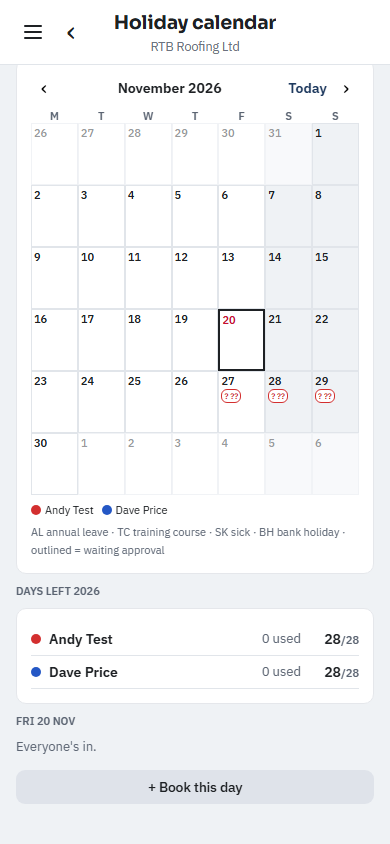 Holiday calendar
RTB Roofing Ltd
‹ November 2026 Today ›
M T W T F S S
26 27 28 29 30 31 1
2 3 4 5 6 7 8
9 10 11 12 13 14 15
16 17 18 19 20 21 22
23 24 25 26 27 28 29
? ?? ? ?? ? ??
30 1 2 3 4 5 6
Andy Test Dave Price
AL annual leave · TC training course · SK sick · BH bank holiday ·
outlined = waiting approval
DAYS LEFT 2026
Andy Test 0 used 28/28
Dave Price 0 used 28/28
FRI 20 NOV
Everyone's in.
+ Book this day